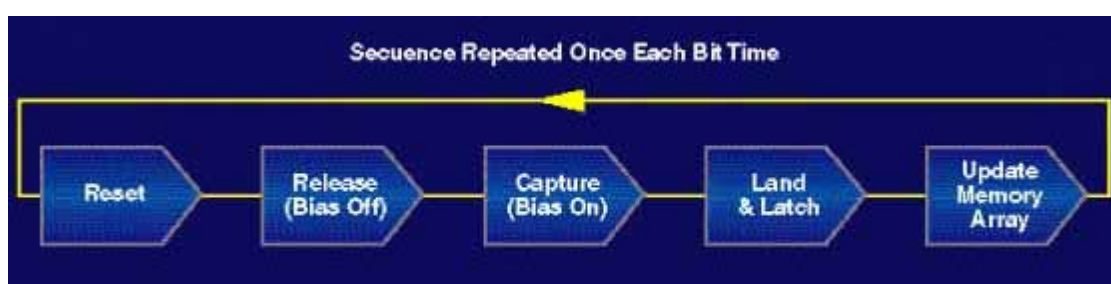 Secuence Repeated Once Each Bit Time
Reset
Release
(Bias Off)
Capture
(Bias On)
Land
& Latch
Update
Memory
Array